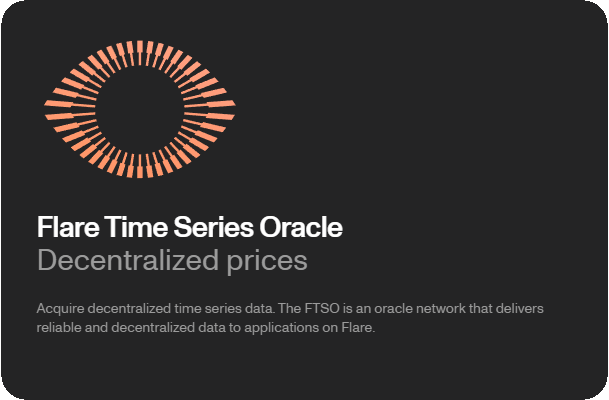 Flare Time Series Oracle
Decentralized prices
Acquire decentralized time series data. The FTSO is an oracle network that delivers
reliable and decentralized data to applications on Flare.